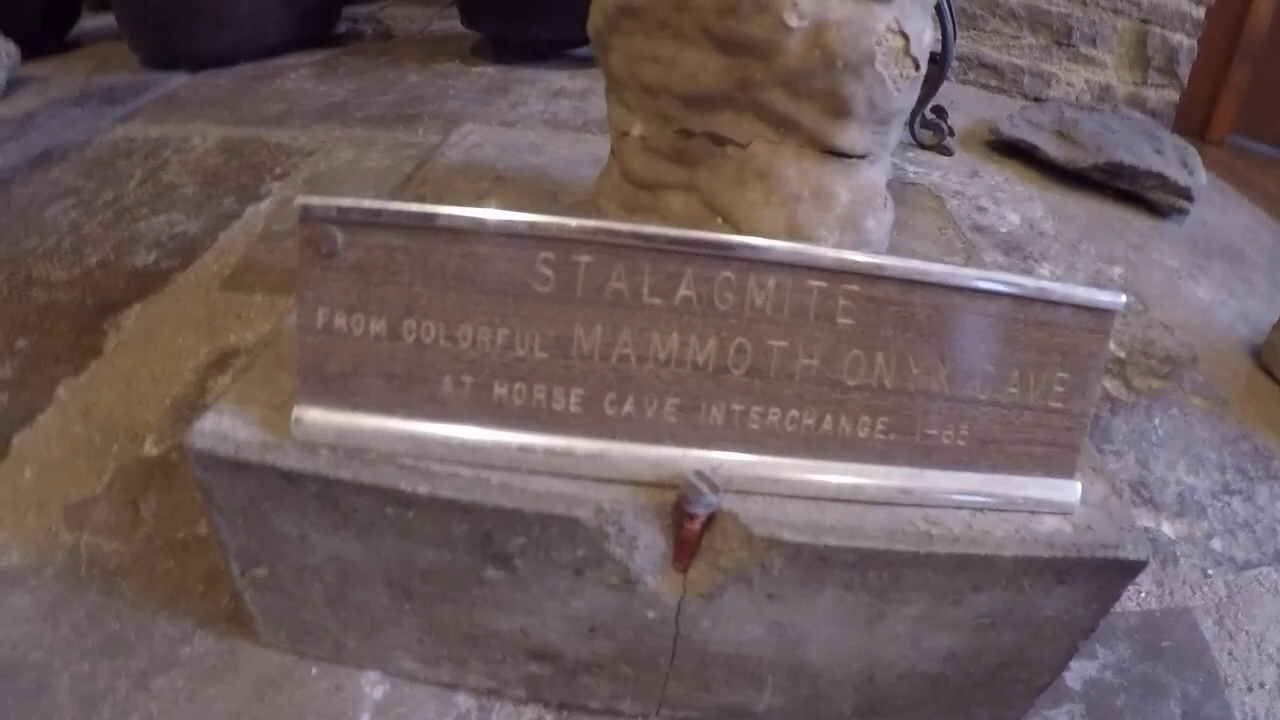 STALAGMITE
FROM COLORFUL MAMMOTH ONYX CAVE
AT HORSE CAVE INTERCHANGE. I-65